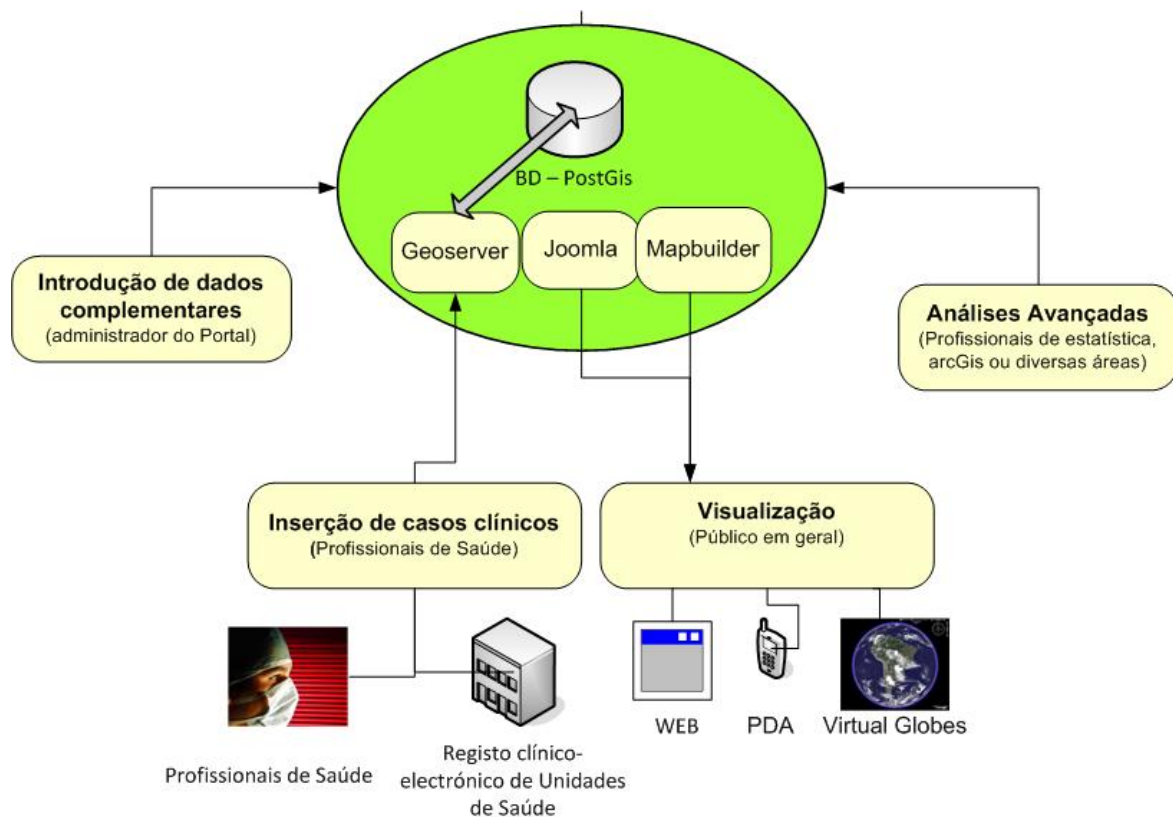 BD – PostGis
Geoserver
Joomla
Mapbuilder
Introdução de dados
complementares
(administrador do Portal)
Análises Avançadas
(Profissionais de estatística,
arcGis ou diversas áreas)
Inserção de casos clínicos
(Profissionais de Saúde)
Visualização
(Público em geral)
WEB
PDA
Virtual Globes
Profissionais de Saúde
Registo clínico-
electrónico de Unidades
de Saúde